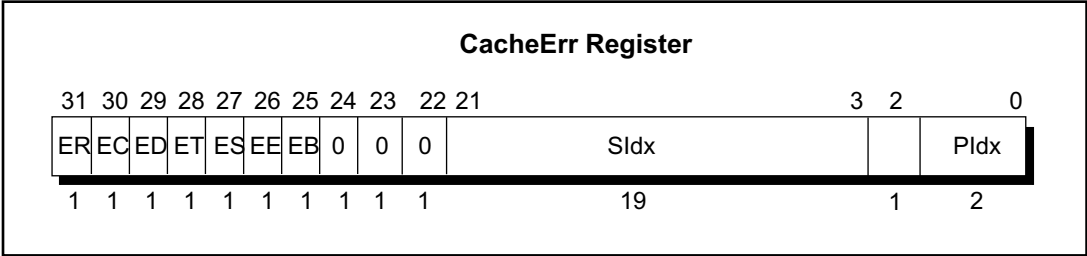 CacheErr Register
31 30 29 28 27 26 25 24 23 22 21 3 2 0
ER EC ED ET ES EE EB 0 0 0 SIdx PIdx
1 1 1 1 1 1 1 1 1 1 19 1 2